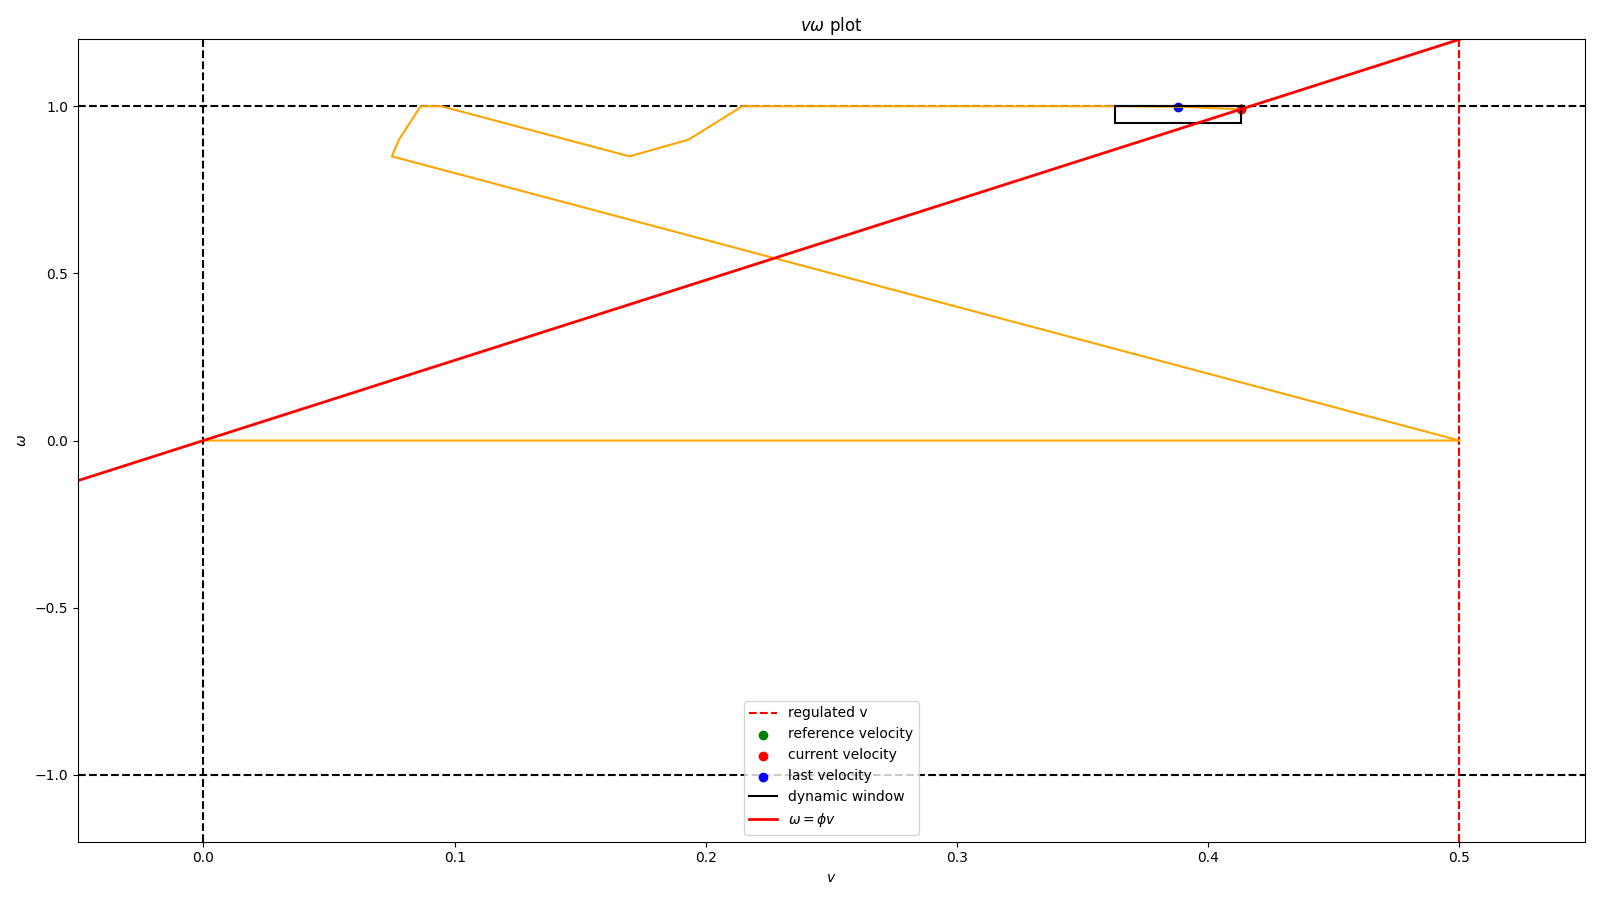 vω plot
1.0
0.5
0.0
−0.5
−1.0
ω
0.0 0.1 0.2 0.3 0.4 0.5
v
regulated v
reference velocity
current velocity
last velocity
dynamic window
ω = ϕv